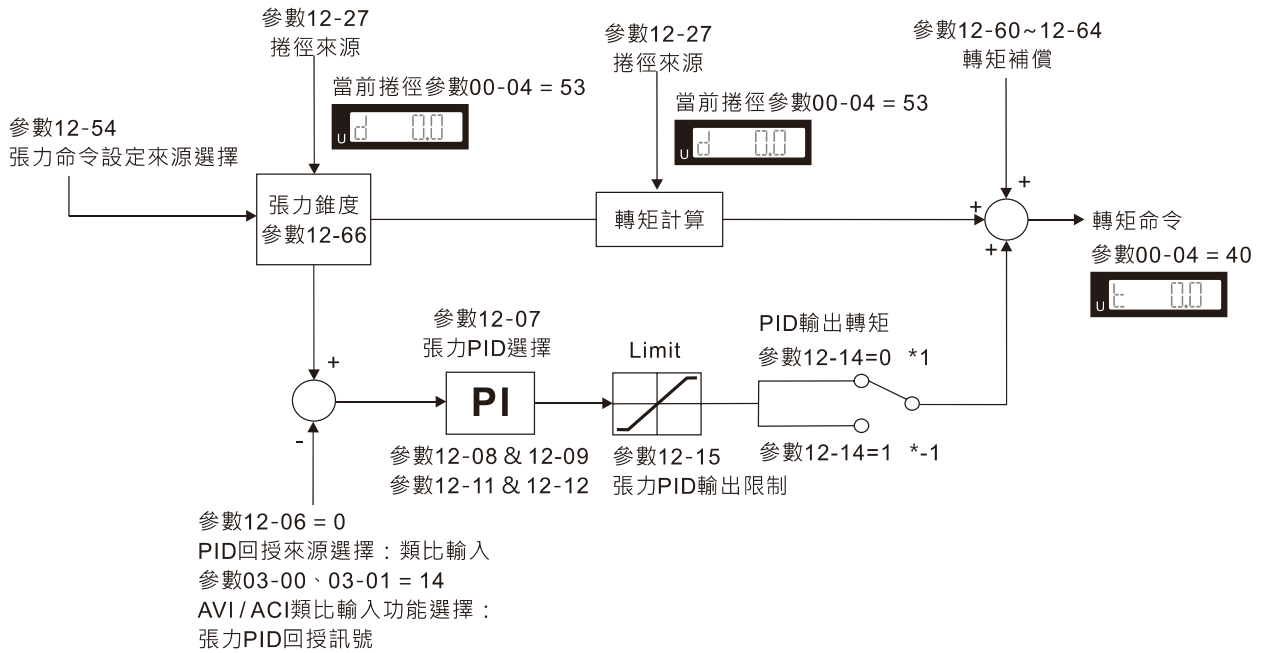 參數12-27
捲徑來源
當前捲徑參數00-04 = 53
U d 0.0
參數12-27
捲徑來源
當前捲徑參數00-04 = 53
U d 0.0
參數12-60~12-64
轉矩補償
參數12-54
張力命令設定來源選擇
張力錐度
參數12-66
轉矩計算
+
+
+
轉矩命令
參數00-04 = 40
U t 0.0
+
-
參數12-07
張力PID選擇
PI
參數12-08 & 12-09
參數12-11 & 12-12
Limit
參數12-15
張力PID輸出限制
PID輸出轉矩
參數12-14=0 *1
參數12-14=1 *-1
參數12-06 = 0
PID回授來源選擇：類比輸入
參數03-00、03-01 = 14
AVI / ACI類比輸入功能選擇：
張力PID回授訊號